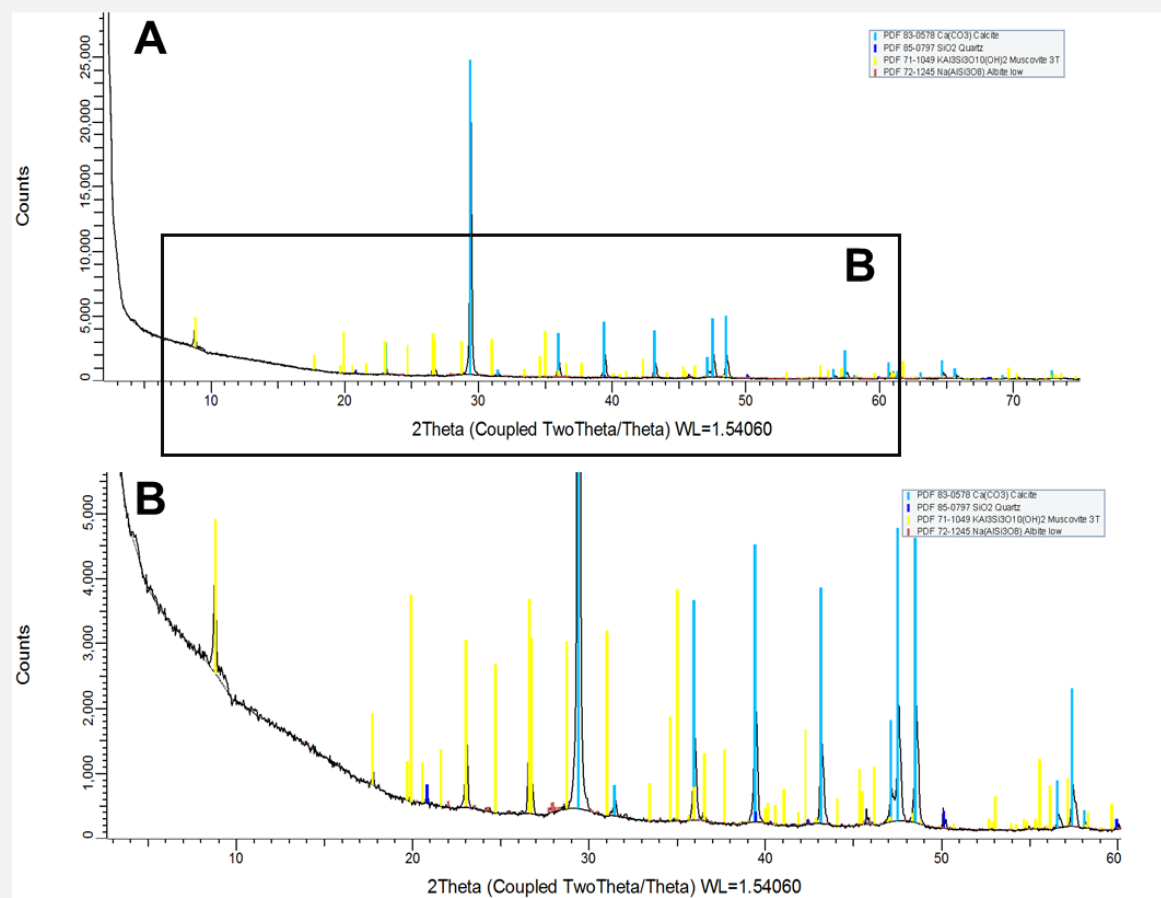 A
PDF 83-0578 Ca(CO3) Calcite
PDF 85-0797 SiO2 Quartz
PDF 71-1049 KAl3Si3O10(OH)2 Muscovite 3T
PDF 72-1245 Na(AlSi3O8) Albite low
Counts
25,000
20,000
15,000
10,000
5,000
0
B
10 20 30 40 50 60 70
2Theta (Coupled TwoTheta/Theta) WL=1.54060
B
PDF 83-0578 Ca(CO3) Calcite
PDF 85-0797 SiO2 Quartz
PDF 71-1049 KAl3Si3O10(OH)2 Muscovite 3T
PDF 72-1245 Na(AlSi3O8) Albite low
Counts
5,000
4,000
3,000
2,000
1,000
0
10 20 30 40 50 60
2Theta (Coupled TwoTheta/Theta) WL=1.54060